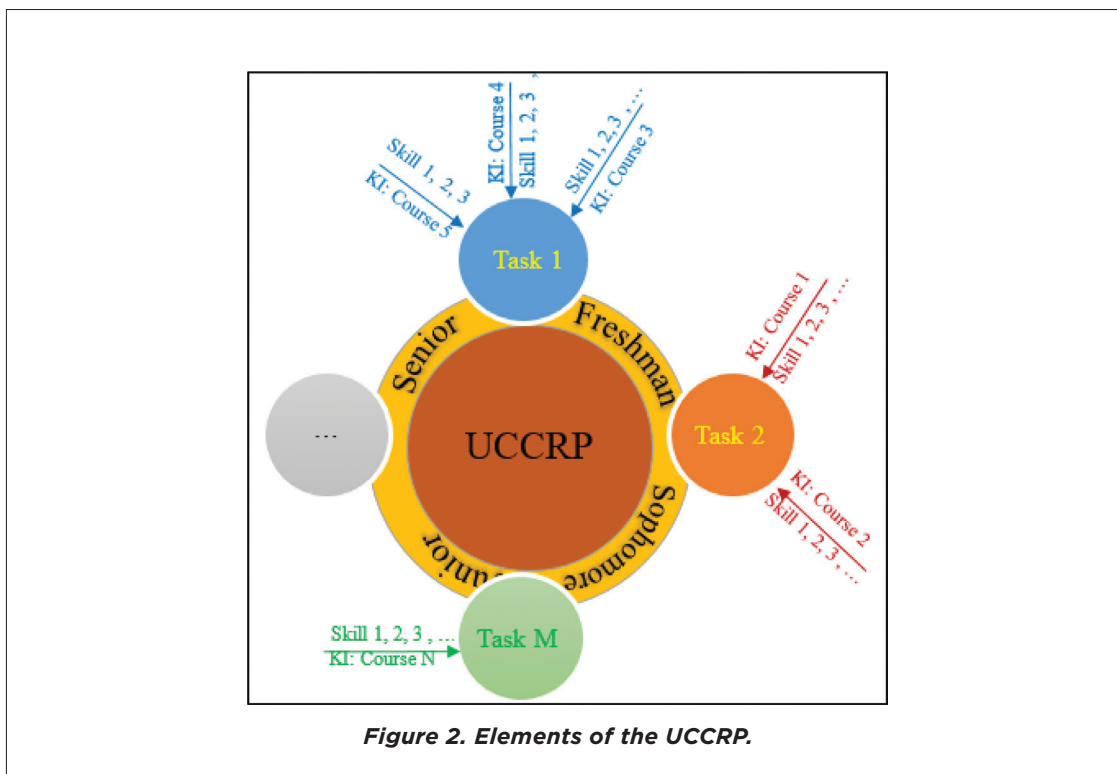 Skill 1, 2, 3
KI: Course 5
KI: Course 4
Skill 1, 2, 3 ,
Skill 1, 2, 3 , ...
KI: Course 3
Task 1
Senior
Freshman
KI: Course 1
Skill 1, 2, 3 , ...
...
UCCRP
Task 2
KI: Course 2
Skill 1, 2, 3 , ...
Sophomore
unior
Skill 1, 2, 3 , ...
KI: Course N
Task M
Figure 2. Elements of the UCCRP.